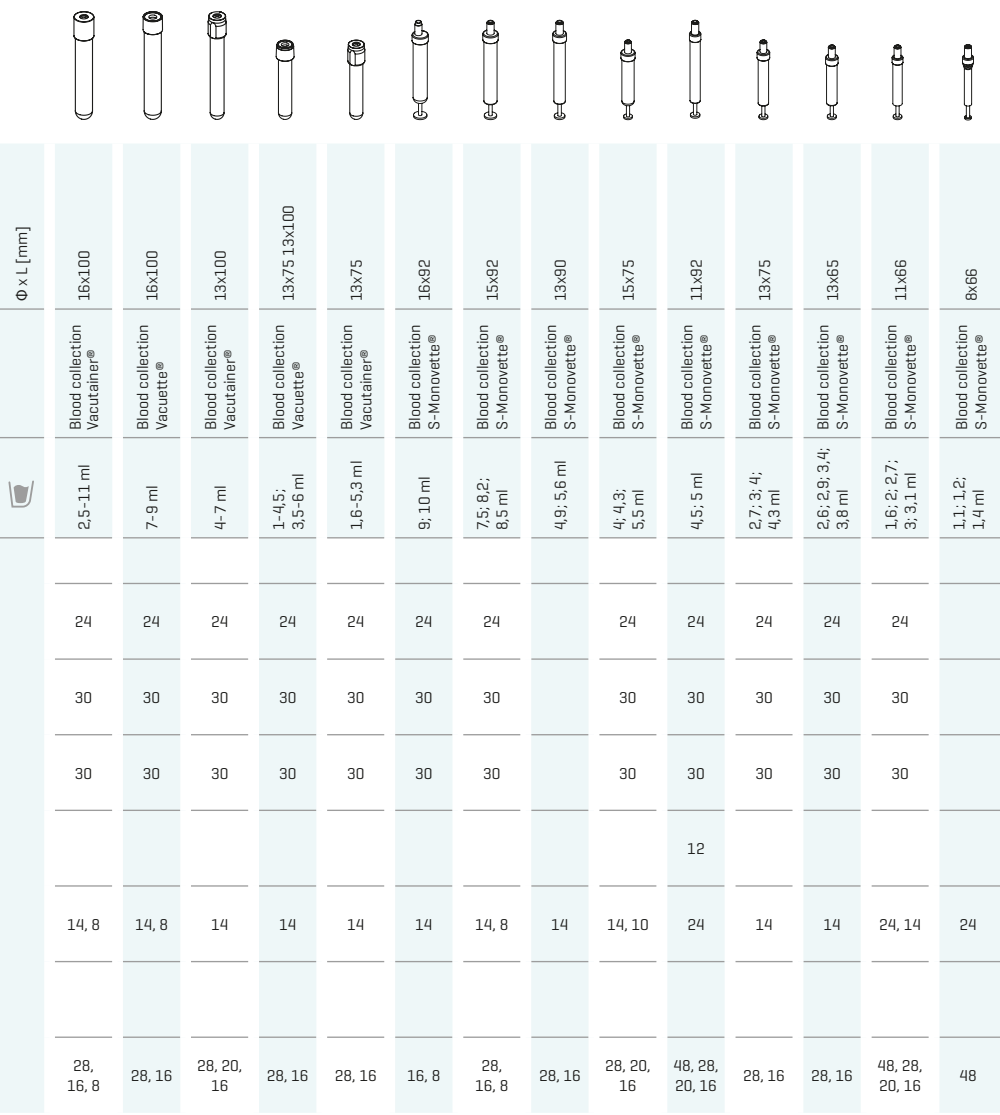 Φ x L [mm]
16x100
16x100
13x100
13x75 13x100
13x75
16x92
15x92
13x90
15x75
11x92
13x75
13x65
11x66
8x66
Blood collection
Vacutainer®
Blood collection
Vacuette®
Blood collection
Vacutainer®
Blood collection
Vacuette®
Blood collection
Vacutainer®
Blood collection
S-Monovette®
Blood collection
S-Monovette®
Blood collection
S-Monovette®
Blood collection
S-Monovette®
Blood collection
S-Monovette®
Blood collection
S-Monovette®
Blood collection
S-Monovette®
Blood collection
S-Monovette®
Blood collection
S-Monovette®
2,5-11 ml
7-9 ml
4-7 ml
1-4,5;
3,5-6 ml
1,6-5,3 ml
9; 10 ml
7,5; 8,2;
8,5 ml
4,9; 5,6 ml
4; 4,3;
5,5 ml
4,5; 5 ml
2,7; 3; 4;
4,3 ml
2,6; 2,9; 3,4;
3,8 ml
1,6; 2; 2,7;
3; 3,1 ml
1,1; 1,2;
1,4 ml
24 24 24 24 24 24 24 24 24 24 24 24
30 30 30 30 30 30 30 30 30 30 30 30
30 30 30 30 30 30 30 30 30 30 30 30
12
14, 8 14, 8 14 14 14 14 14, 8 14 14, 10 24 14 14 24, 14 24
28,
16, 8
28, 16
28, 20,
16
28, 16
28, 16
16, 8
28,
16, 8
28, 16
28, 20,
16
48, 28,
20, 16
28, 16
28, 16
48, 28,
20, 16
48